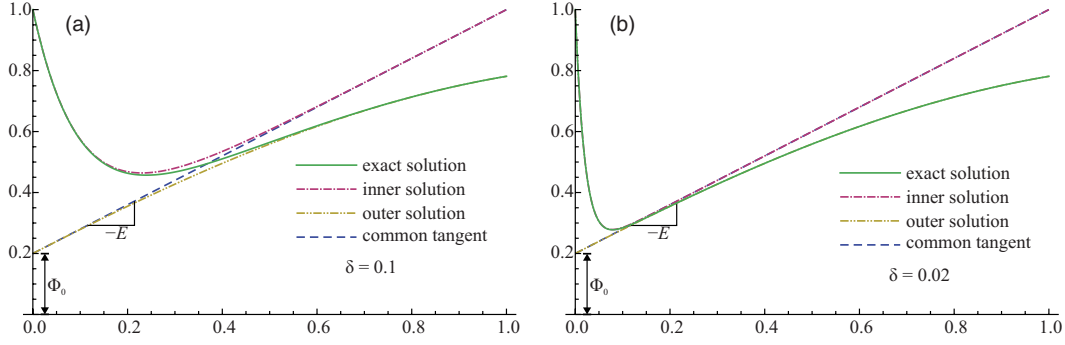 (a)
1.0
0.8
0.6
0.4
0.2
exact solution
inner solution
outer solution
common tangent
−E
δ = 0.1
Φ0
0.0 0.2 0.4 0.6 0.8 1.0
(b)
1.0
0.8
0.6
0.4
0.2
exact solution
inner solution
outer solution
common tangent
−E
δ = 0.02
Φ0
0.0 0.2 0.4 0.6 0.8 1.0